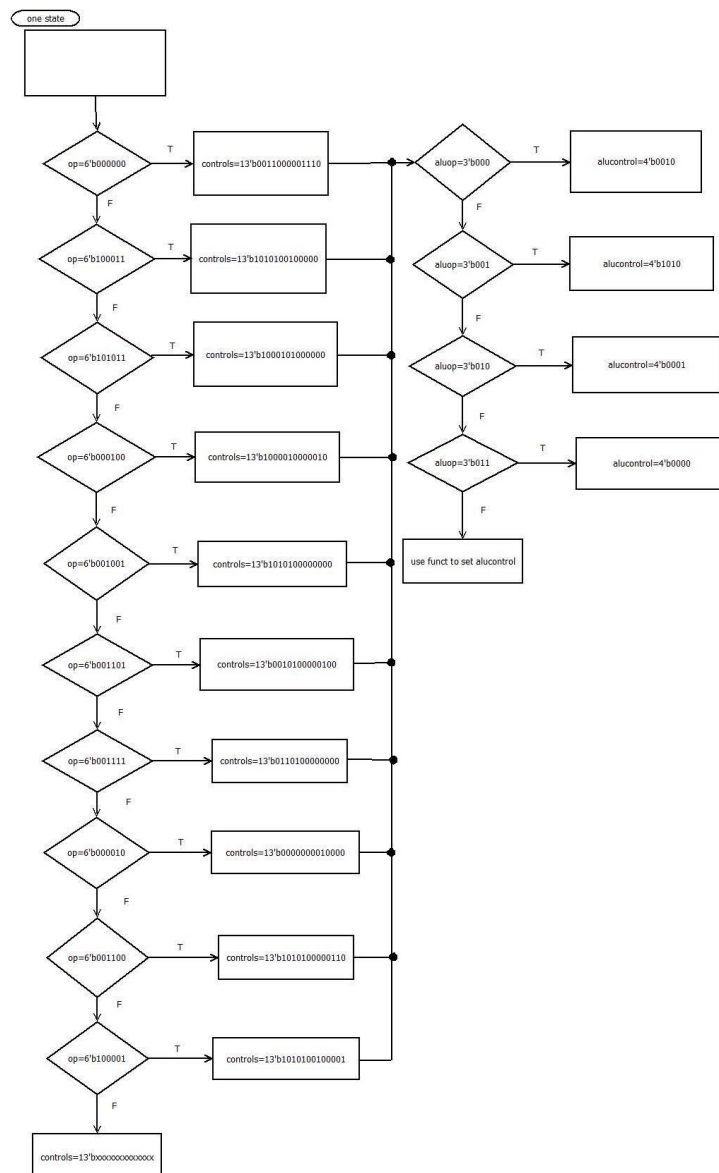 one state
op=6'b000000
T
controls=13'b0011000001110
F
op=6'b100011
T
controls=13'b1010100100000
F
op=6'b101011
T
controls=13'b1000101000000
F
op=6'b000100
T
controls=13'b1000010000010
F
op=6'b001001
T
controls=13'b1010100000000
F
op=6'b001101
T
controls=13'b0010100000100
F
op=6'b001111
T
controls=13'b0110100000000
F
op=6'b000010
T
controls=13'b0000000010000
F
op=6'b001100
T
controls=13'b1010100000110
F
op=6'b100001
T
controls=13'b1010100100001
F
controls=13'bxxxxxxxxxxxxx
aluop=3'b000
T
alucontrol=4'b0010
F
aluop=3'b001
T
alucontrol=4'b1010
F
aluop=3'b010
T
alucontrol=4'b0001
F
aluop=3'b011
T
alucontrol=4'b0000
F
use funct to set alucontrol